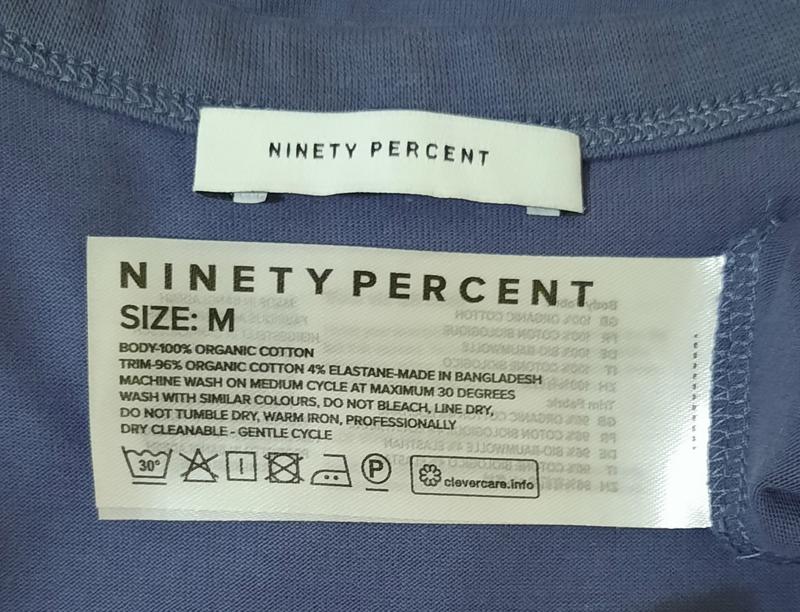 NINETY PERCENT
NINETY PERCENT
SIZE: M
BODY-100% ORGANIC COTTON
TRIM-96% ORGANIC COTTON 4% ELASTANE-MADE IN BANGLADESH
MACHINE WASH ON MEDIUM CYCLE AT MAXIMUM 30 DEGREES
WASH WITH SIMILAR COLOURS, DO NOT BLEACH, LINE DRY,
DO NOT TUMBLE DRY, WARM IRON, PROFESSIONALLY
DRY CLEANABLE - GENTLE CYCLE
30° P clevercare.info